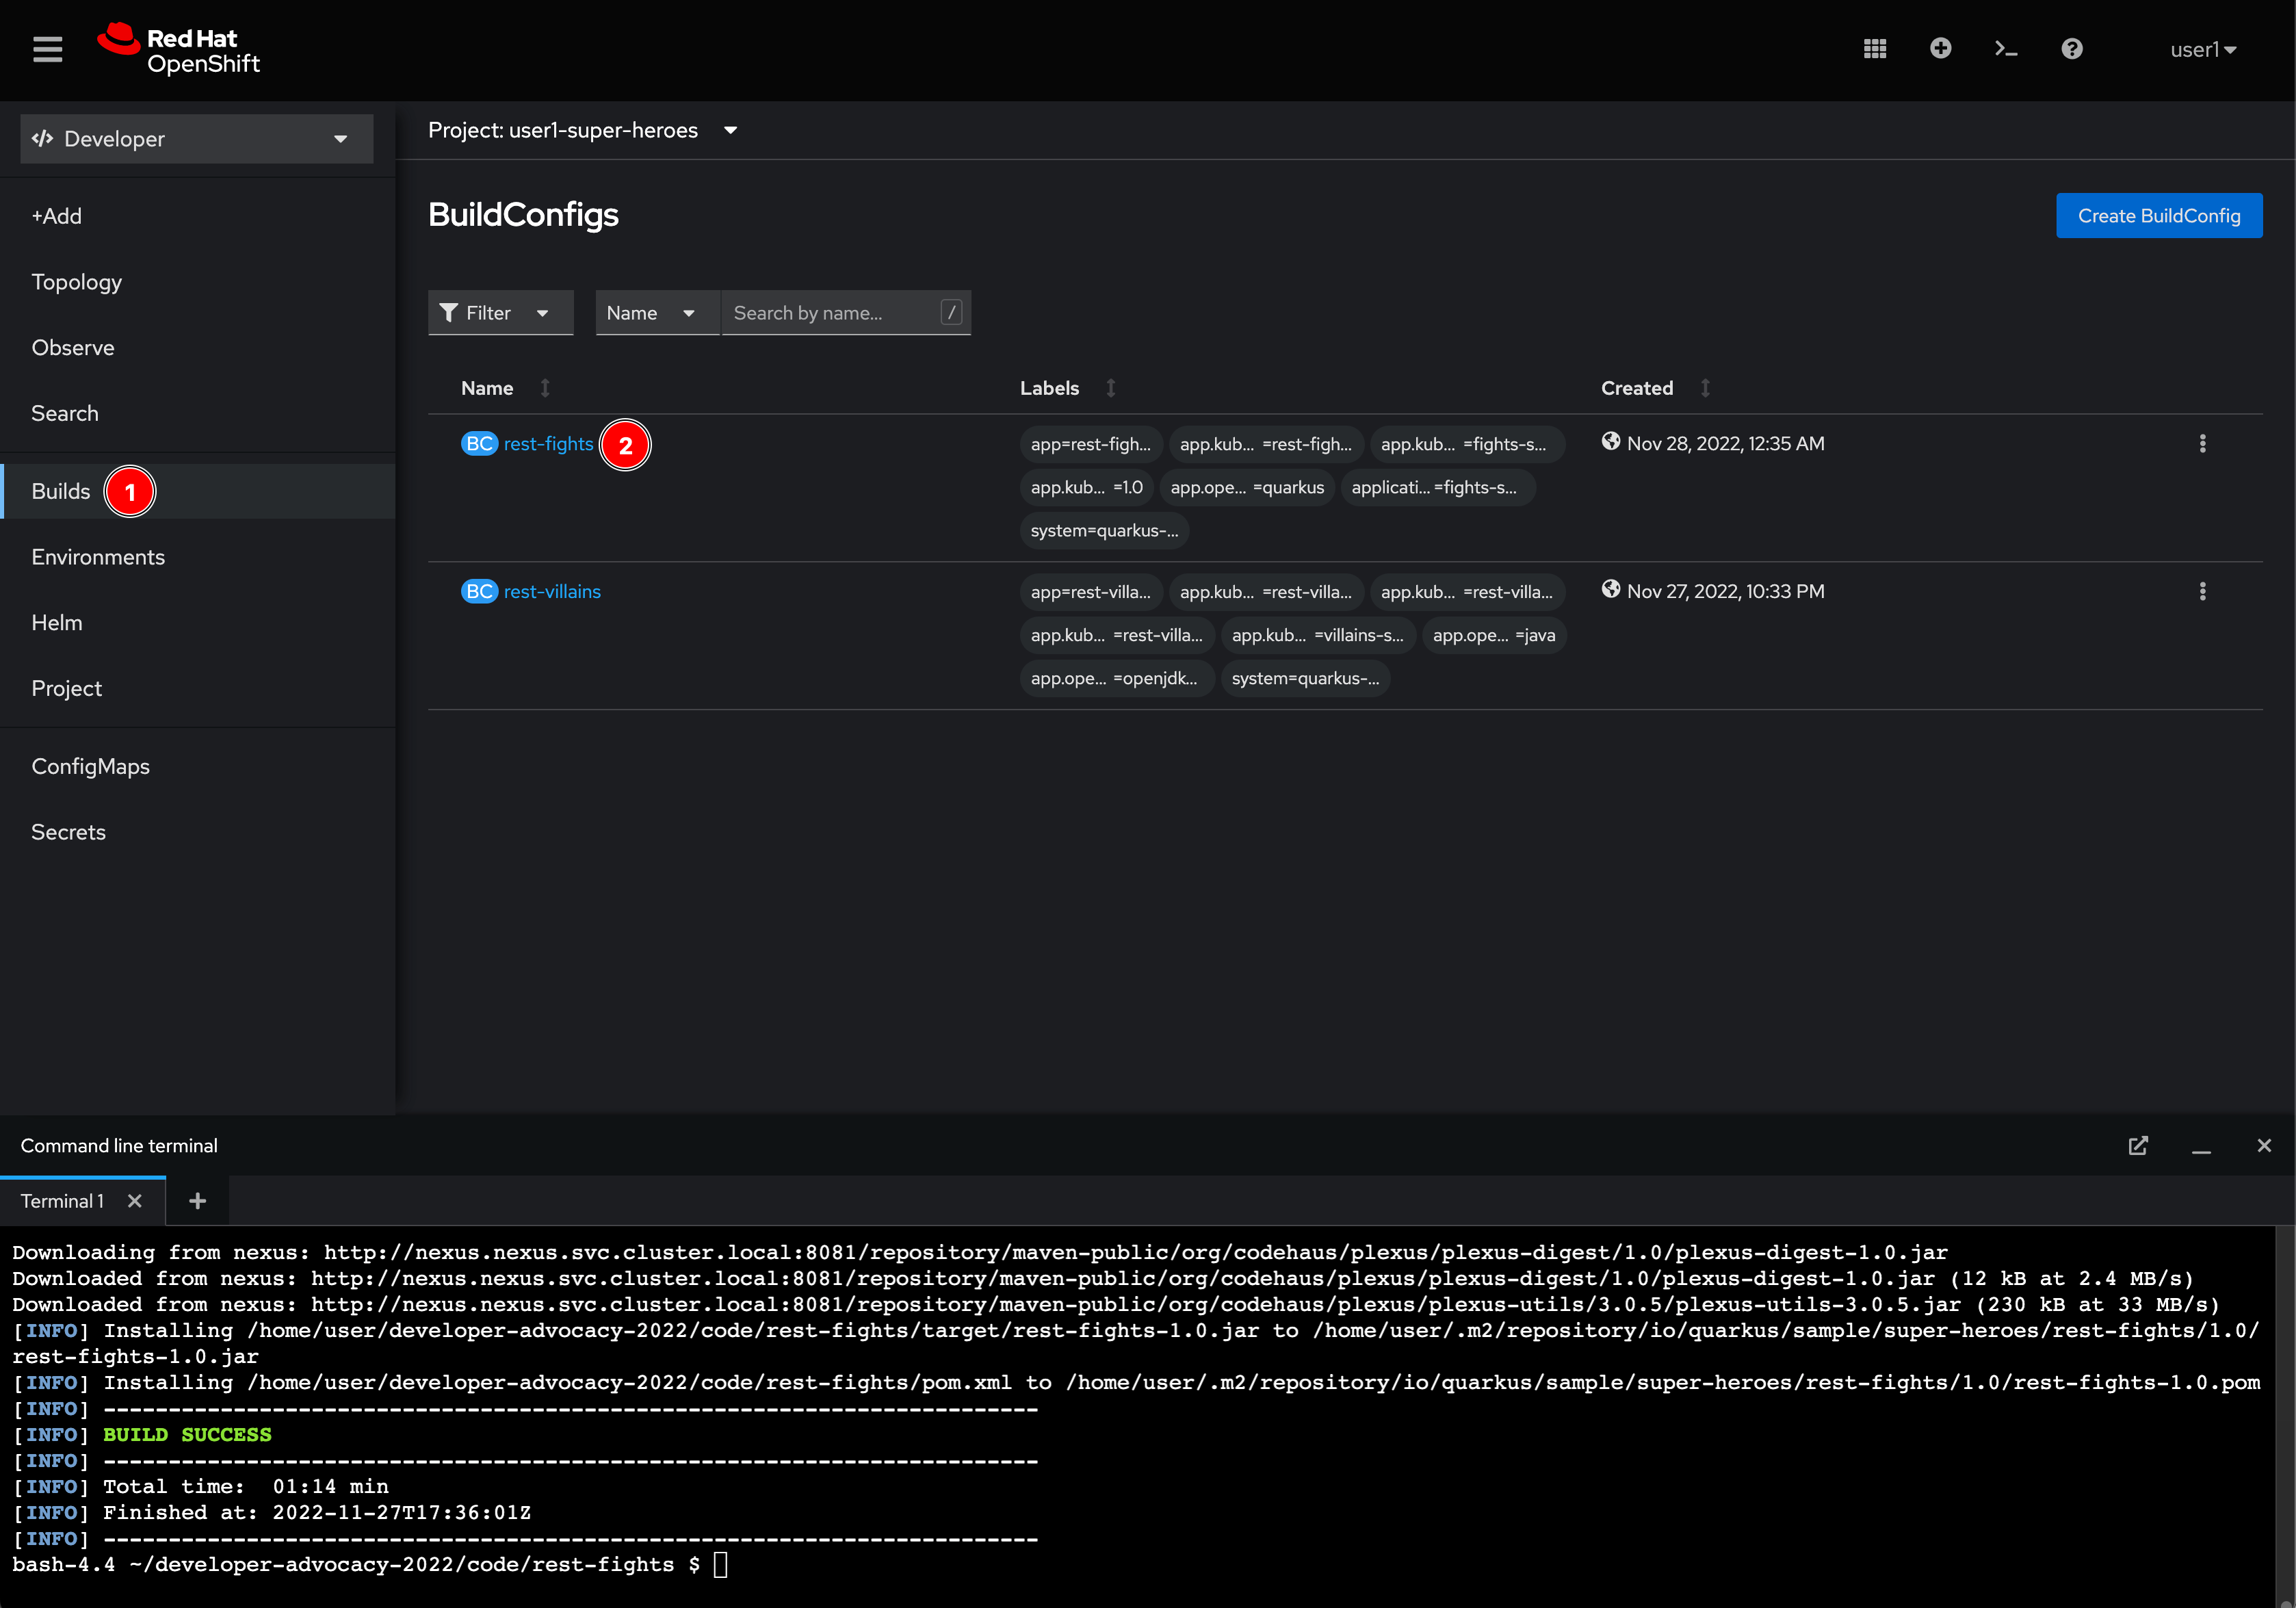 Red Hat
OpenShift
user1
Developer
Project: user1-super-heroes
+Add
Topology
Observe
Search
Builds 1
Environments
Helm
Project
ConfigMaps
Secrets
BuildConfigs
Create BuildConfig
Filter Name Search by name... /
Name Labels Created
BC rest-fights 2 app=rest-figh... app.kub... =rest-figh... app.kub... =fights-s... Nov 28, 2022, 12:35 AM
app.kub... =1.0 app.ope... =quarkus applicati... =fights-s...
system=quarkus-...
BC rest-villains app=rest-villa... app.kub... =rest-villa... app.kub... =rest-villa... Nov 27, 2022, 10:33 PM
app.kub... =rest-villa... app.kub... =villains-s... app.ope... =java
app.ope... =openjdk... system=quarkus-...
Command line terminal
Terminal 1
Downloading from nexus: http://nexus.nexus.svc.cluster.local:8081/repository/maven-public/org/codehaus/plexus/plexus-digest/1.0/plexus-digest-1.0.jar
Downloaded from nexus: http://nexus.nexus.svc.cluster.local:8081/repository/maven-public/org/codehaus/plexus/plexus-digest/1.0/plexus-digest-1.0.jar (12 kB at 2.4 MB/s)
Downloaded from nexus: http://nexus.nexus.svc.cluster.local:8081/repository/maven-public/org/codehaus/plexus/plexus-utils/3.0.5/plexus-utils-3.0.5.jar (230 kB at 33 MB/s)
[INFO] Installing /home/user/developer-advocacy-2022/code/rest-fights/target/rest-fights-1.0.jar to /home/user/.m2/repository/io/quarkus/sample/super-heroes/rest-fights/1.0/
rest-fights-1.0.jar
[INFO] Installing /home/user/developer-advocacy-2022/code/rest-fights/pom.xml to /home/user/.m2/repository/io/quarkus/sample/super-heroes/rest-fights/1.0/rest-fights-1.0.pom
[INFO] ------------------------------------------------------------------------
[INFO] BUILD SUCCESS
[INFO] ------------------------------------------------------------------------
[INFO] Total time:  01:14 min
[INFO] Finished at: 2022-11-27T17:36:01Z
[INFO] ------------------------------------------------------------------------
bash-4.4 ~/developer-advocacy-2022/code/rest-fights $